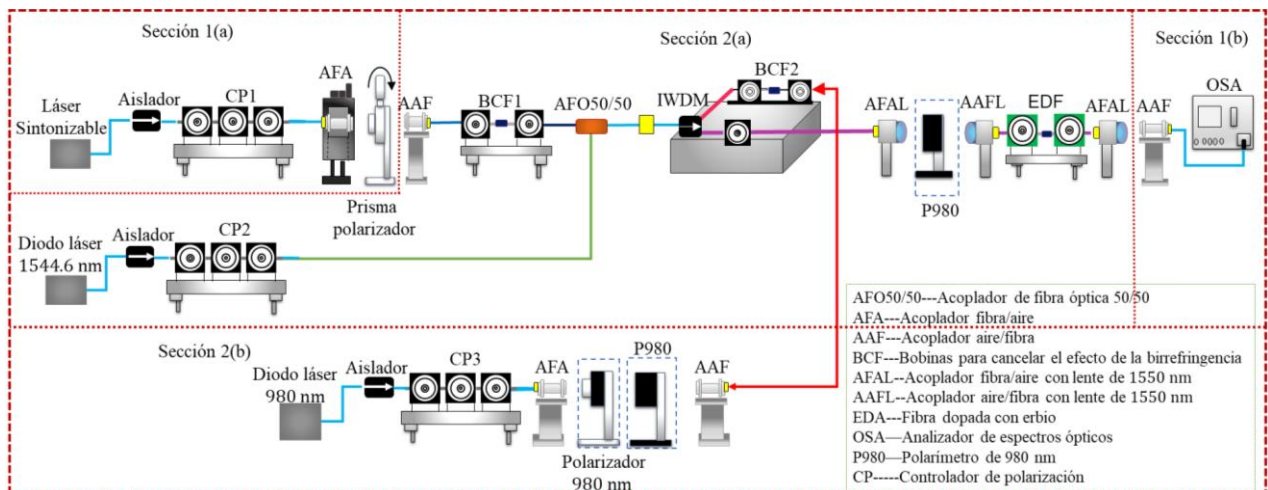 Sección 1(a)
Sección 2(a)
Sección 1(b)
Láser
Sintonizable
Aislador
CP1
AFA
Prisma
polarizador
AAF
BCF1
AFO50/50
IWDM
BCF2
AFAL
P980
AAFL
EDF
AFAL
AAF
OSA
Diodo láser
1544.6 nm
Aislador
CP2
Sección 2(b)
Diodo láser
980 nm
Aislador
CP3
AFA
Polarizador
980 nm
P980
AAF
AFO50/50---Acoplador de fibra óptica 50/50
AFA---Acoplador fibra/aire
AAF---Acoplador aire/fibra
BCF---Bobinas para cancelar el efecto de la birrefringencia
AFAL--Acoplador fibra/aire con lente de 1550 nm
AAFL--Acoplador aire/fibra con lente de 1550 nm
EDA---Fibra dopada con erbio
OSA—Analizador de espectros ópticos
P980—Polarímetro de 980 nm
CP-----Controlador de polarización